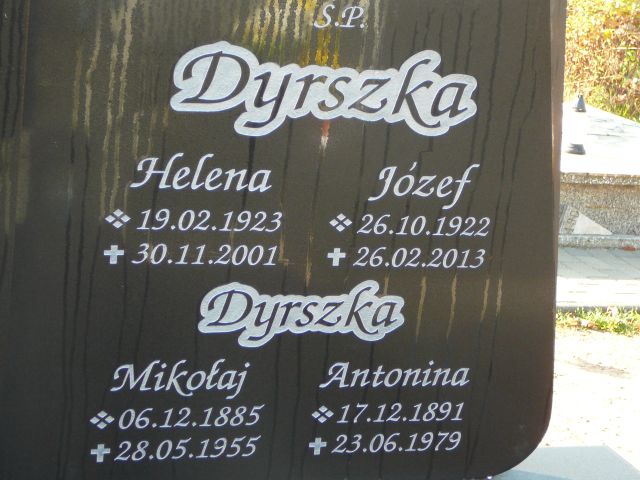 Ś.P.
Dyrszka
Helena Józef
19.02.1923 26.10.1922
30.11.2001 26.02.2013
Dyrszka
Mikołaj Antonina
06.12.1885 17.12.1891
28.05.1955 23.06.1979